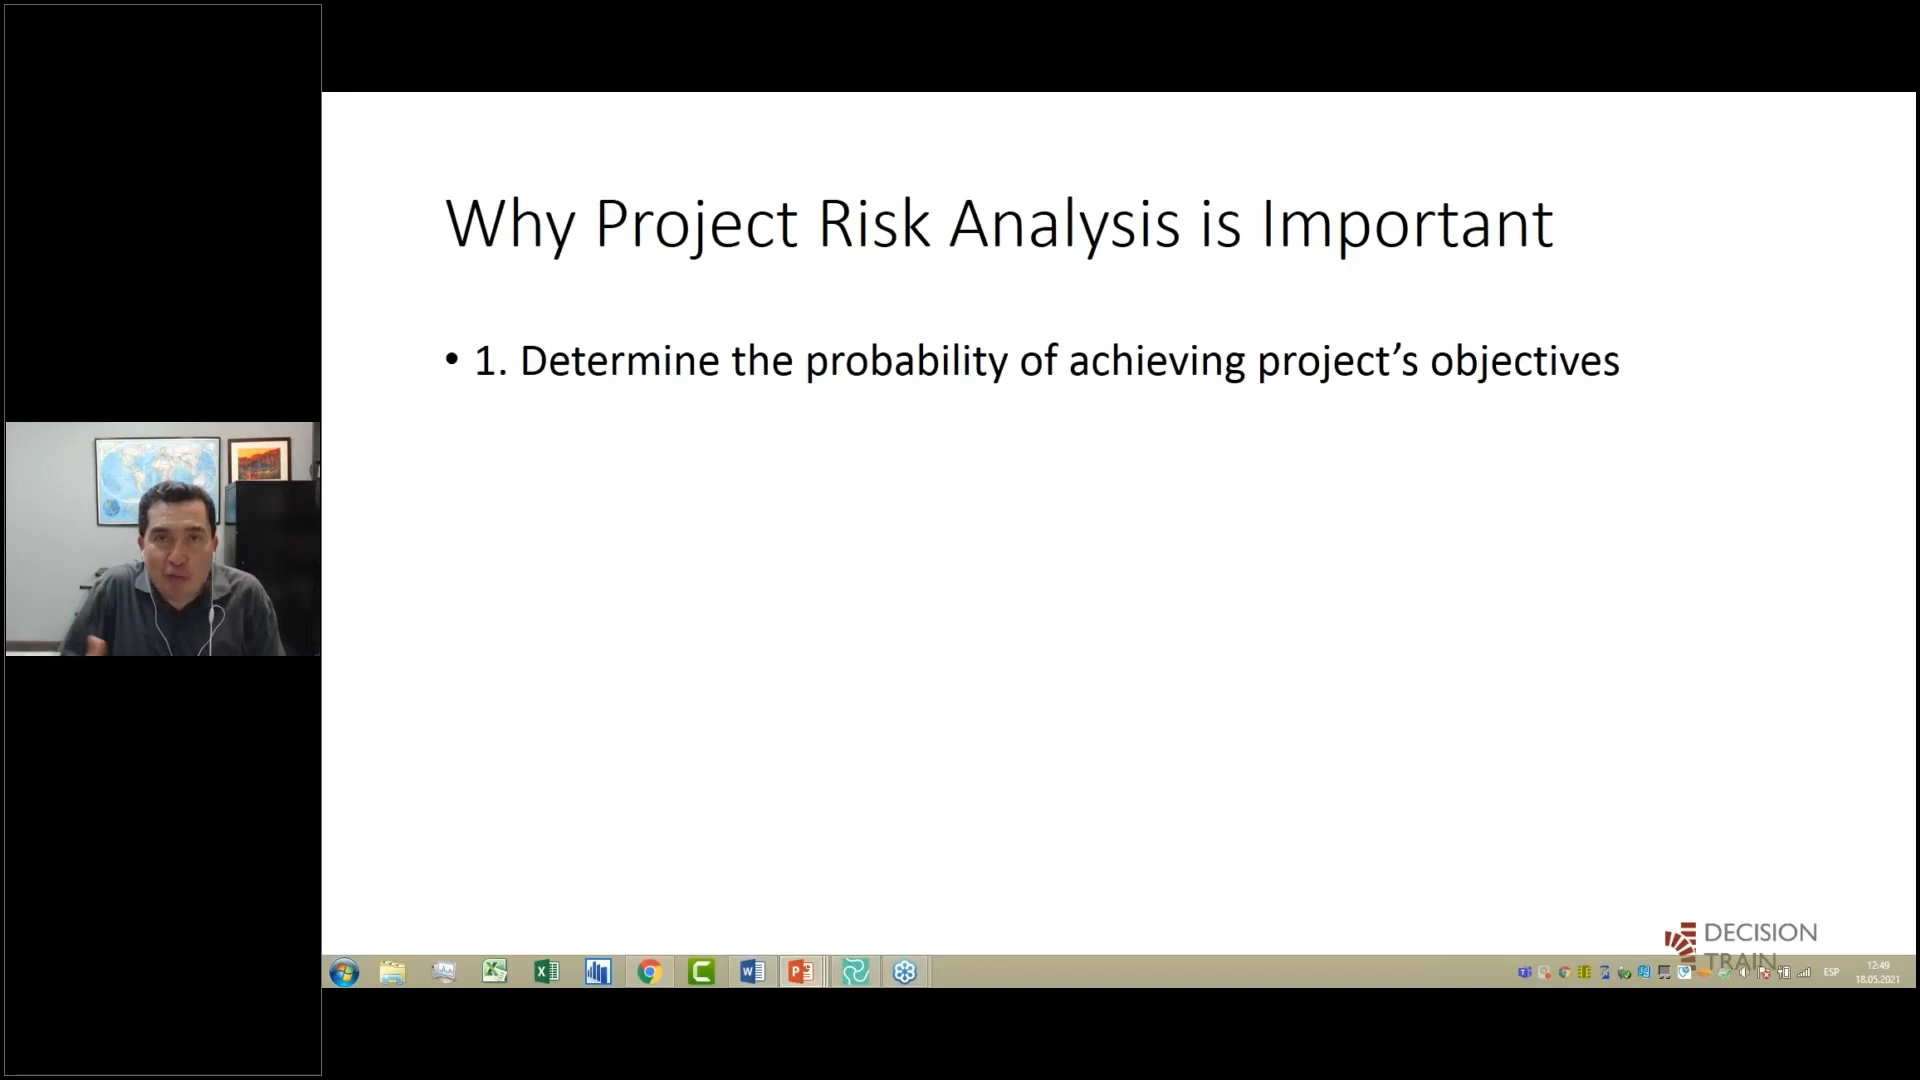 Why Project Risk Analysis is Important
• 1. Determine the probability of achieving project’s objectives
DECISION
TRAIN
ESP
12:49
18.05.2021